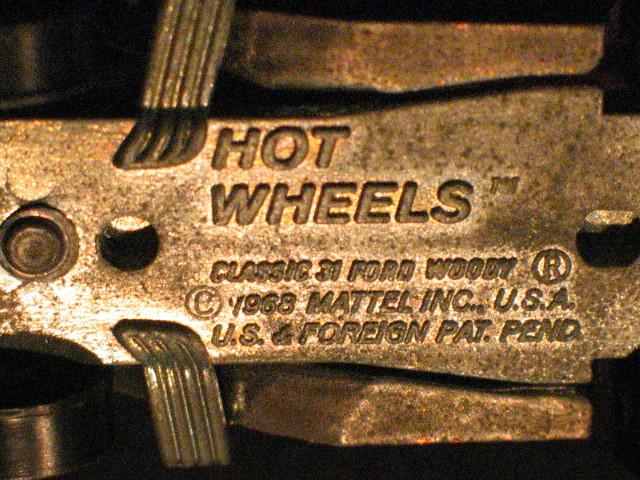 HOT
WHEELS™
CLASSIC 31 FORD WOODY ®
© 1968 MATTEL INC., U.S.A.
U.S. & FOREIGN PAT. PEND.